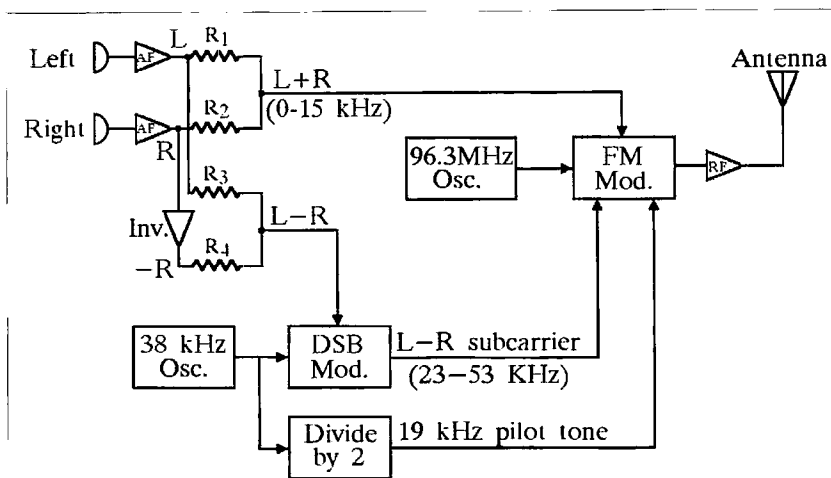 Left
AF
L
R1
L+R
(0-15 kHz)
Antenna
Right
AF
R
R2
96.3MHz
Osc.
FM
Mod.
RF
R3
L−R
Inv.
−R
R4
38 kHz
Osc.
DSB
Mod.
L−R subcarrier
(23−53 KHz)
Divide
by 2
19 kHz pilot tone